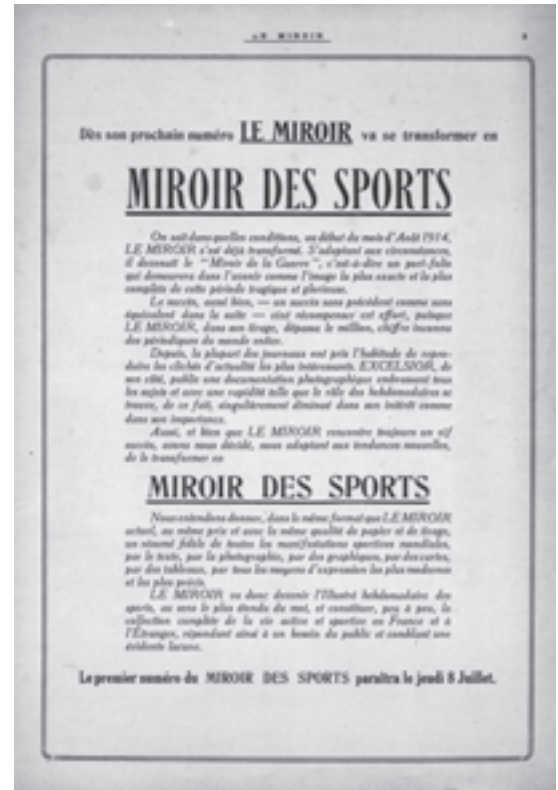 LE MIROIR
Dès son prochain numéro LE MIROIR va se transformer en
MIROIR DES SPORTS
On sait dans quelles conditions, au début du mois d'Août 1914,
LE MIROIR s'est déjà transformé. S'adaptant aux circonstances,
il devenait le "Miroir de la Guerre", c'est-à-dire un port-folio
qui demeurera dans l'avenir comme l'image la plus exacte et la plus
complète de cette période tragique et glorieuse.
Le succès, aussi bien, — un succès sans précédent comme sans
équivalent dans la suite — vint récompenser cet effort, puisque
LE MIROIR, dans son tirage, dépassa le million, chiffre inconnu
des périodiques du monde entier.
Depuis, la plupart des journaux ont pris l'habitude de repro-
duire les clichés d'actualité les plus intéressants. EXCELSIOR, de
son côté, publie une documentation photographique embrassant tous
les sujets et avec une rapidité telle que le rôle des hebdomadaires se
trouve, de ce fait, singulièrement diminué dans son intérêt comme
dans son importance.
Aussi, et bien que LE MIROIR rencontre toujours un vif
succès, avons nous décidé, nous adaptant aux tendances nouvelles,
de le transformer en
MIROIR DES SPORTS
Nous entendons donner, dans le même format que LE MIROIR
actuel, au même prix et avec la même qualité de papier et de tirage,
un résumé fidèle de toutes les manifestations sportives mondiales,
par le texte, par la photographie, par des graphiques, par des cartes,
par des tableaux, par tous les moyens d'expression les plus modernes
et les plus précis.
LE MIROIR va donc devenir l'Illustré hebdomadaire des
sports, au sens le plus étendu du mot, et constituer, peu à peu, la
collection complète de la vie active et sportive en France et à
l'Étranger, répondant ainsi à un besoin du public et comblant une
évidente lacune.
Le premier numéro du MIROIR DES SPORTS paraîtra le jeudi 8 Juillet.